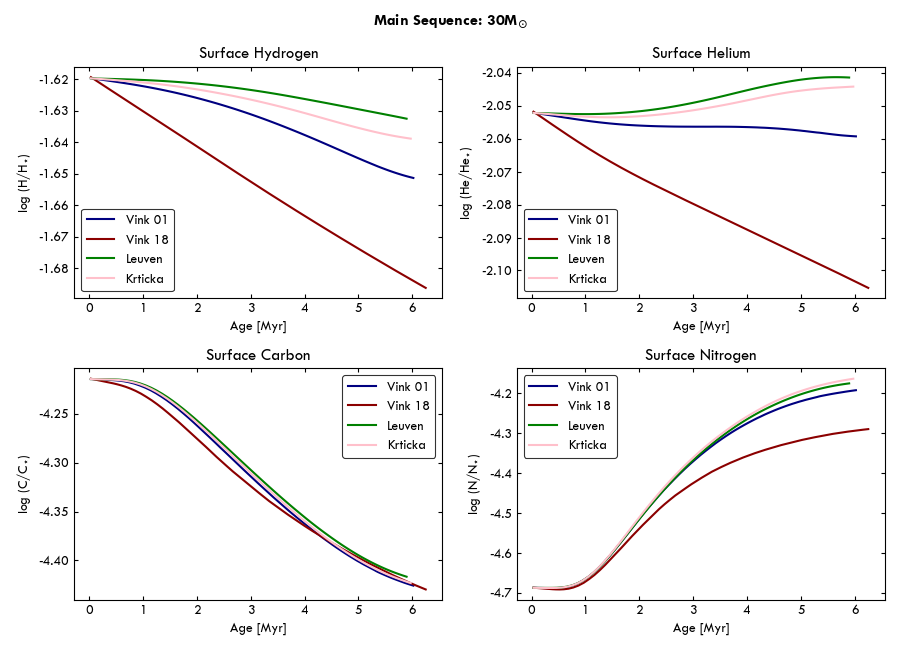 Main Sequence: 30M☉
Surface Hydrogen
-1.62
-1.63
-1.64
-1.65
-1.66
-1.67
-1.68
log (H/H⋆)
Vink 01
Vink 18
Leuven
Krticka
0 1 2 3 4 5 6
Age [Myr]
Surface Helium
-2.04
-2.05
-2.06
-2.06
-2.08
-2.09
-2.10
log (He/He⋆)
Vink 01
Vink 18
Leuven
Krticka
0 1 2 3 4 5 6
Age [Myr]
Surface Carbon
-4.25
-4.30
-4.35
-4.40
log (C/C⋆)
Vink 01
Vink 18
Leuven
Krticka
0 1 2 3 4 5 6
Age [Myr]
Surface Nitrogen
-4.2
-4.3
-4.4
-4.5
-4.6
-4.7
log (N/N⋆)
Vink 01
Vink 18
Leuven
Krticka
0 1 2 3 4 5 6
Age [Myr]